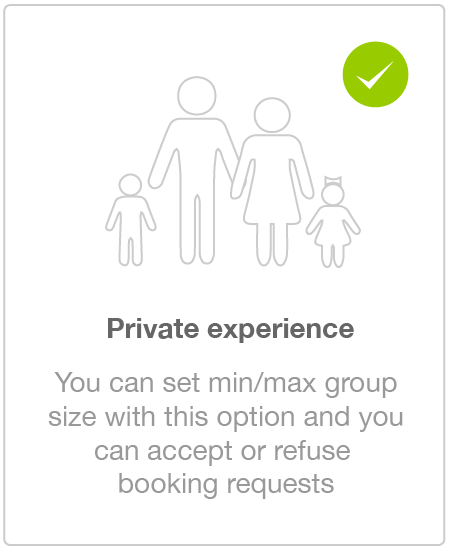 Private experience
You can set min/max group
size with this option and you
can accept or refuse
booking requests